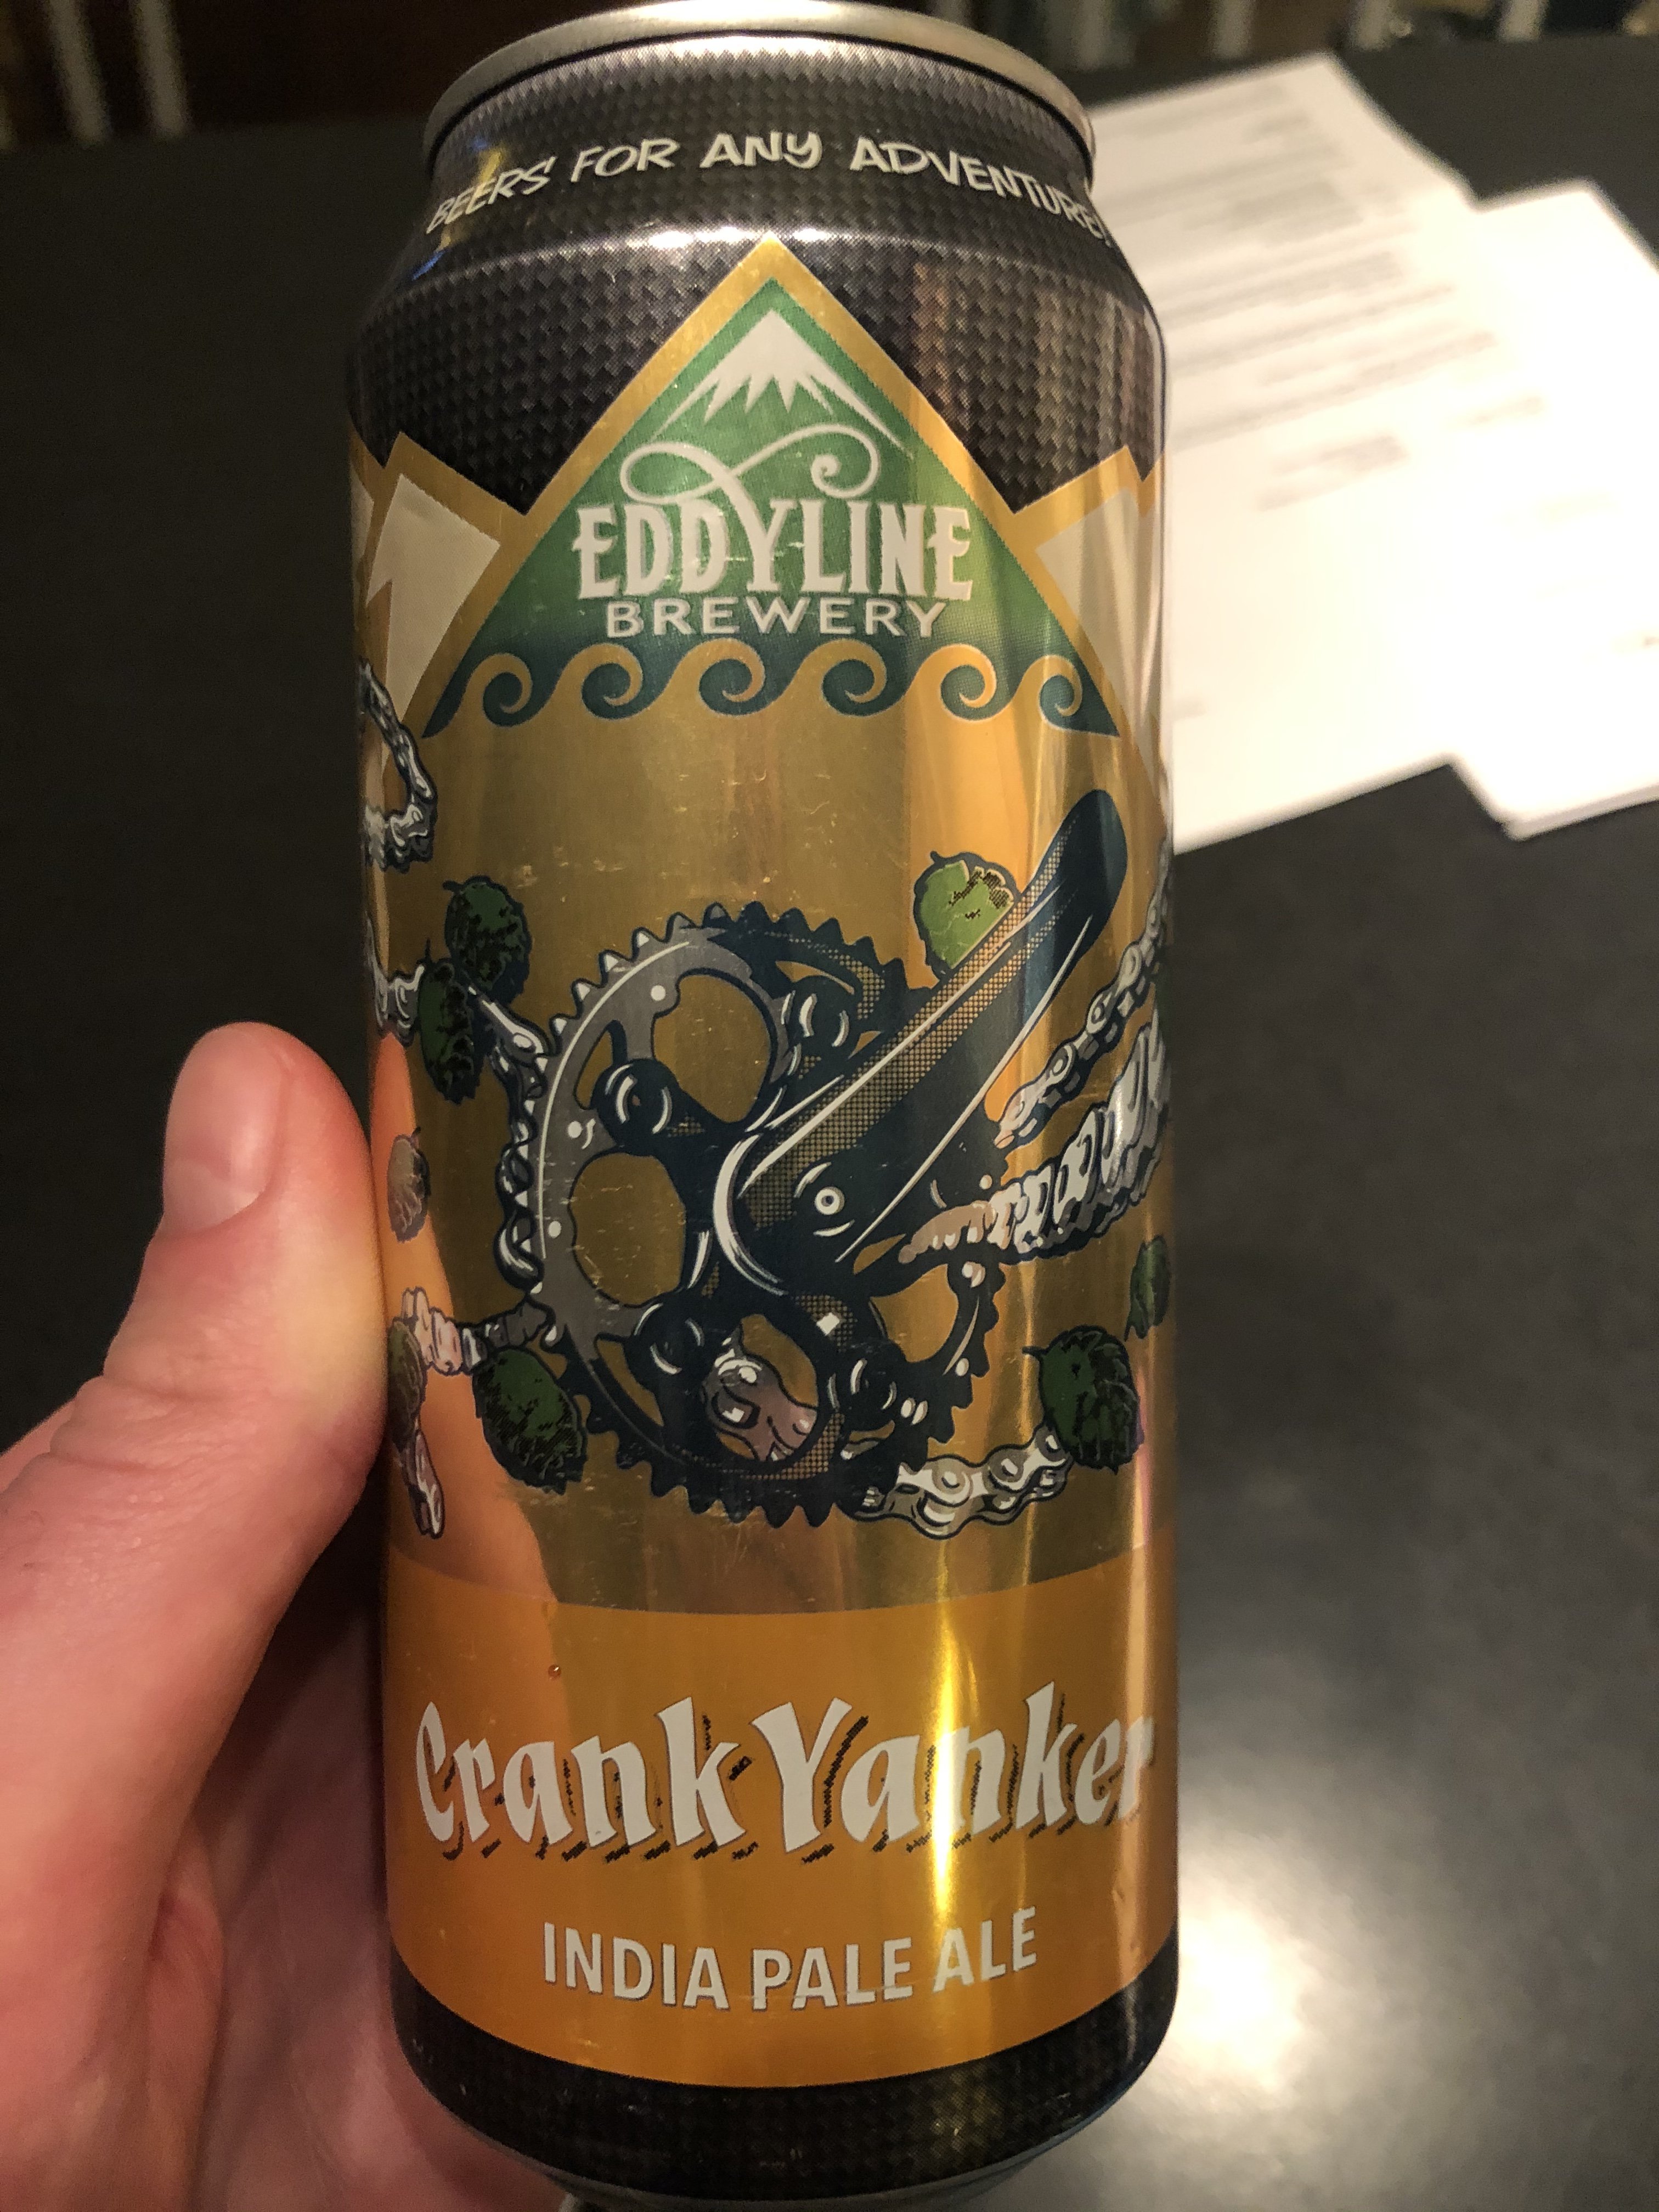 BEERS FOR ANY ADVENTURE!
EDDYLINE
BREWERY
CrankYanker
INDIA PALE ALE